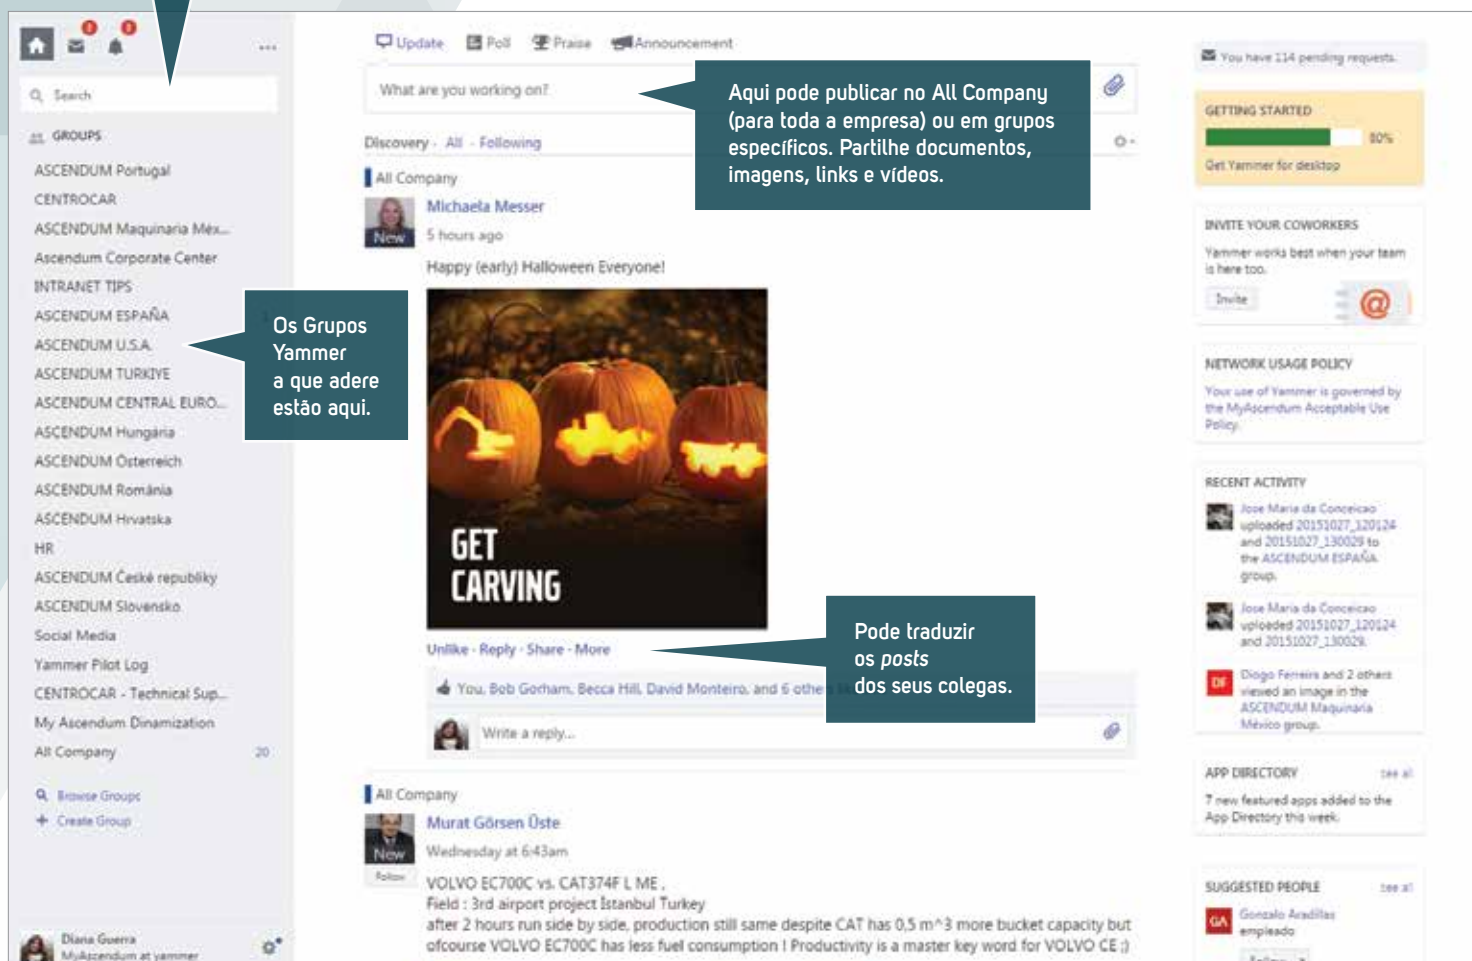 Search
GROUPS
ASCENDUM Portugal
CENTROCAR
ASCENDUM Maquinaria Méx...
Ascendum Corporate Center
INTRANET TIPS
ASCENDUM ESPAÑA
ASCENDUM U.S.A.
ASCENDUM TURKIYE
ASCENDUM CENTRAL EURO...
ASCENDUM Hungária
ASCENDUM Österreich
ASCENDUM România
ASCENDUM Hrvatska
HR
ASCENDUM České republiky
ASCENDUM Slovensko
Social Media
Yammer Pilot Log
CENTROCAR - Technical Sup...
My Ascendum Dinamization
All Company 20
Browse Groups
Create Group
Diana Guerra
MyAscendum at yammer
Os Grupos
Yammer
a que adere
estão aqui.
Update Poll Praise Announcement
What are you working on?
Aqui pode publicar no All Company
(para toda a empresa) ou em grupos
específicos. Partilhe documentos,
imagens, links e vídeos.
Discovery - All - Following
All Company
Michaela Messer
New
5 hours ago
Happy (early) Halloween Everyone!
GET
CARVING
Unlike · Reply · Share · More
Pode traduzir
os posts
dos seus colegas.
You, Bob Gorham, Becca Hill, David Monteiro, and 6 others
Write a reply...
All Company
Murat Görsen Üste
New
Wednesday at 6:43am
Follow
VOLVO EC700C vs. CAT374F L ME ,
Field : 3rd airport project İstanbul Turkey
after 2 hours run side by side, production still same despite CAT has 0,5 m^3 more bucket capacity but
ofcourse VOLVO EC700C has less fuel consumption ! Productivity is a master key word for VOLVO CE ;)
You have 114 pending requests.
GETTING STARTED
80%
Get Yammer for desktop
INVITE YOUR COWORKERS
Yammer works best when your team
is here too.
Invite
@
NETWORK USAGE POLICY
Your use of Yammer is governed by
the MyAscendum Acceptable Use
Policy.
RECENT ACTIVITY
Jose Maria da Conceicao
uploaded 20151027_120124
and 20151027_130029 to
the ASCENDUM ESPAÑA
group.
Jose Maria da Conceicao
uploaded 20151027_120124
and 20151027_130029.
DF
Diogo Ferreira and 2 others
viewed an image in the
ASCENDUM Maquinaria
México group.
APP DIRECTORY see all
7 new featured apps added to the
App Directory this week.
SUGGESTED PEOPLE see all
GA
Gonzalo Aradillas
empleado
Follow